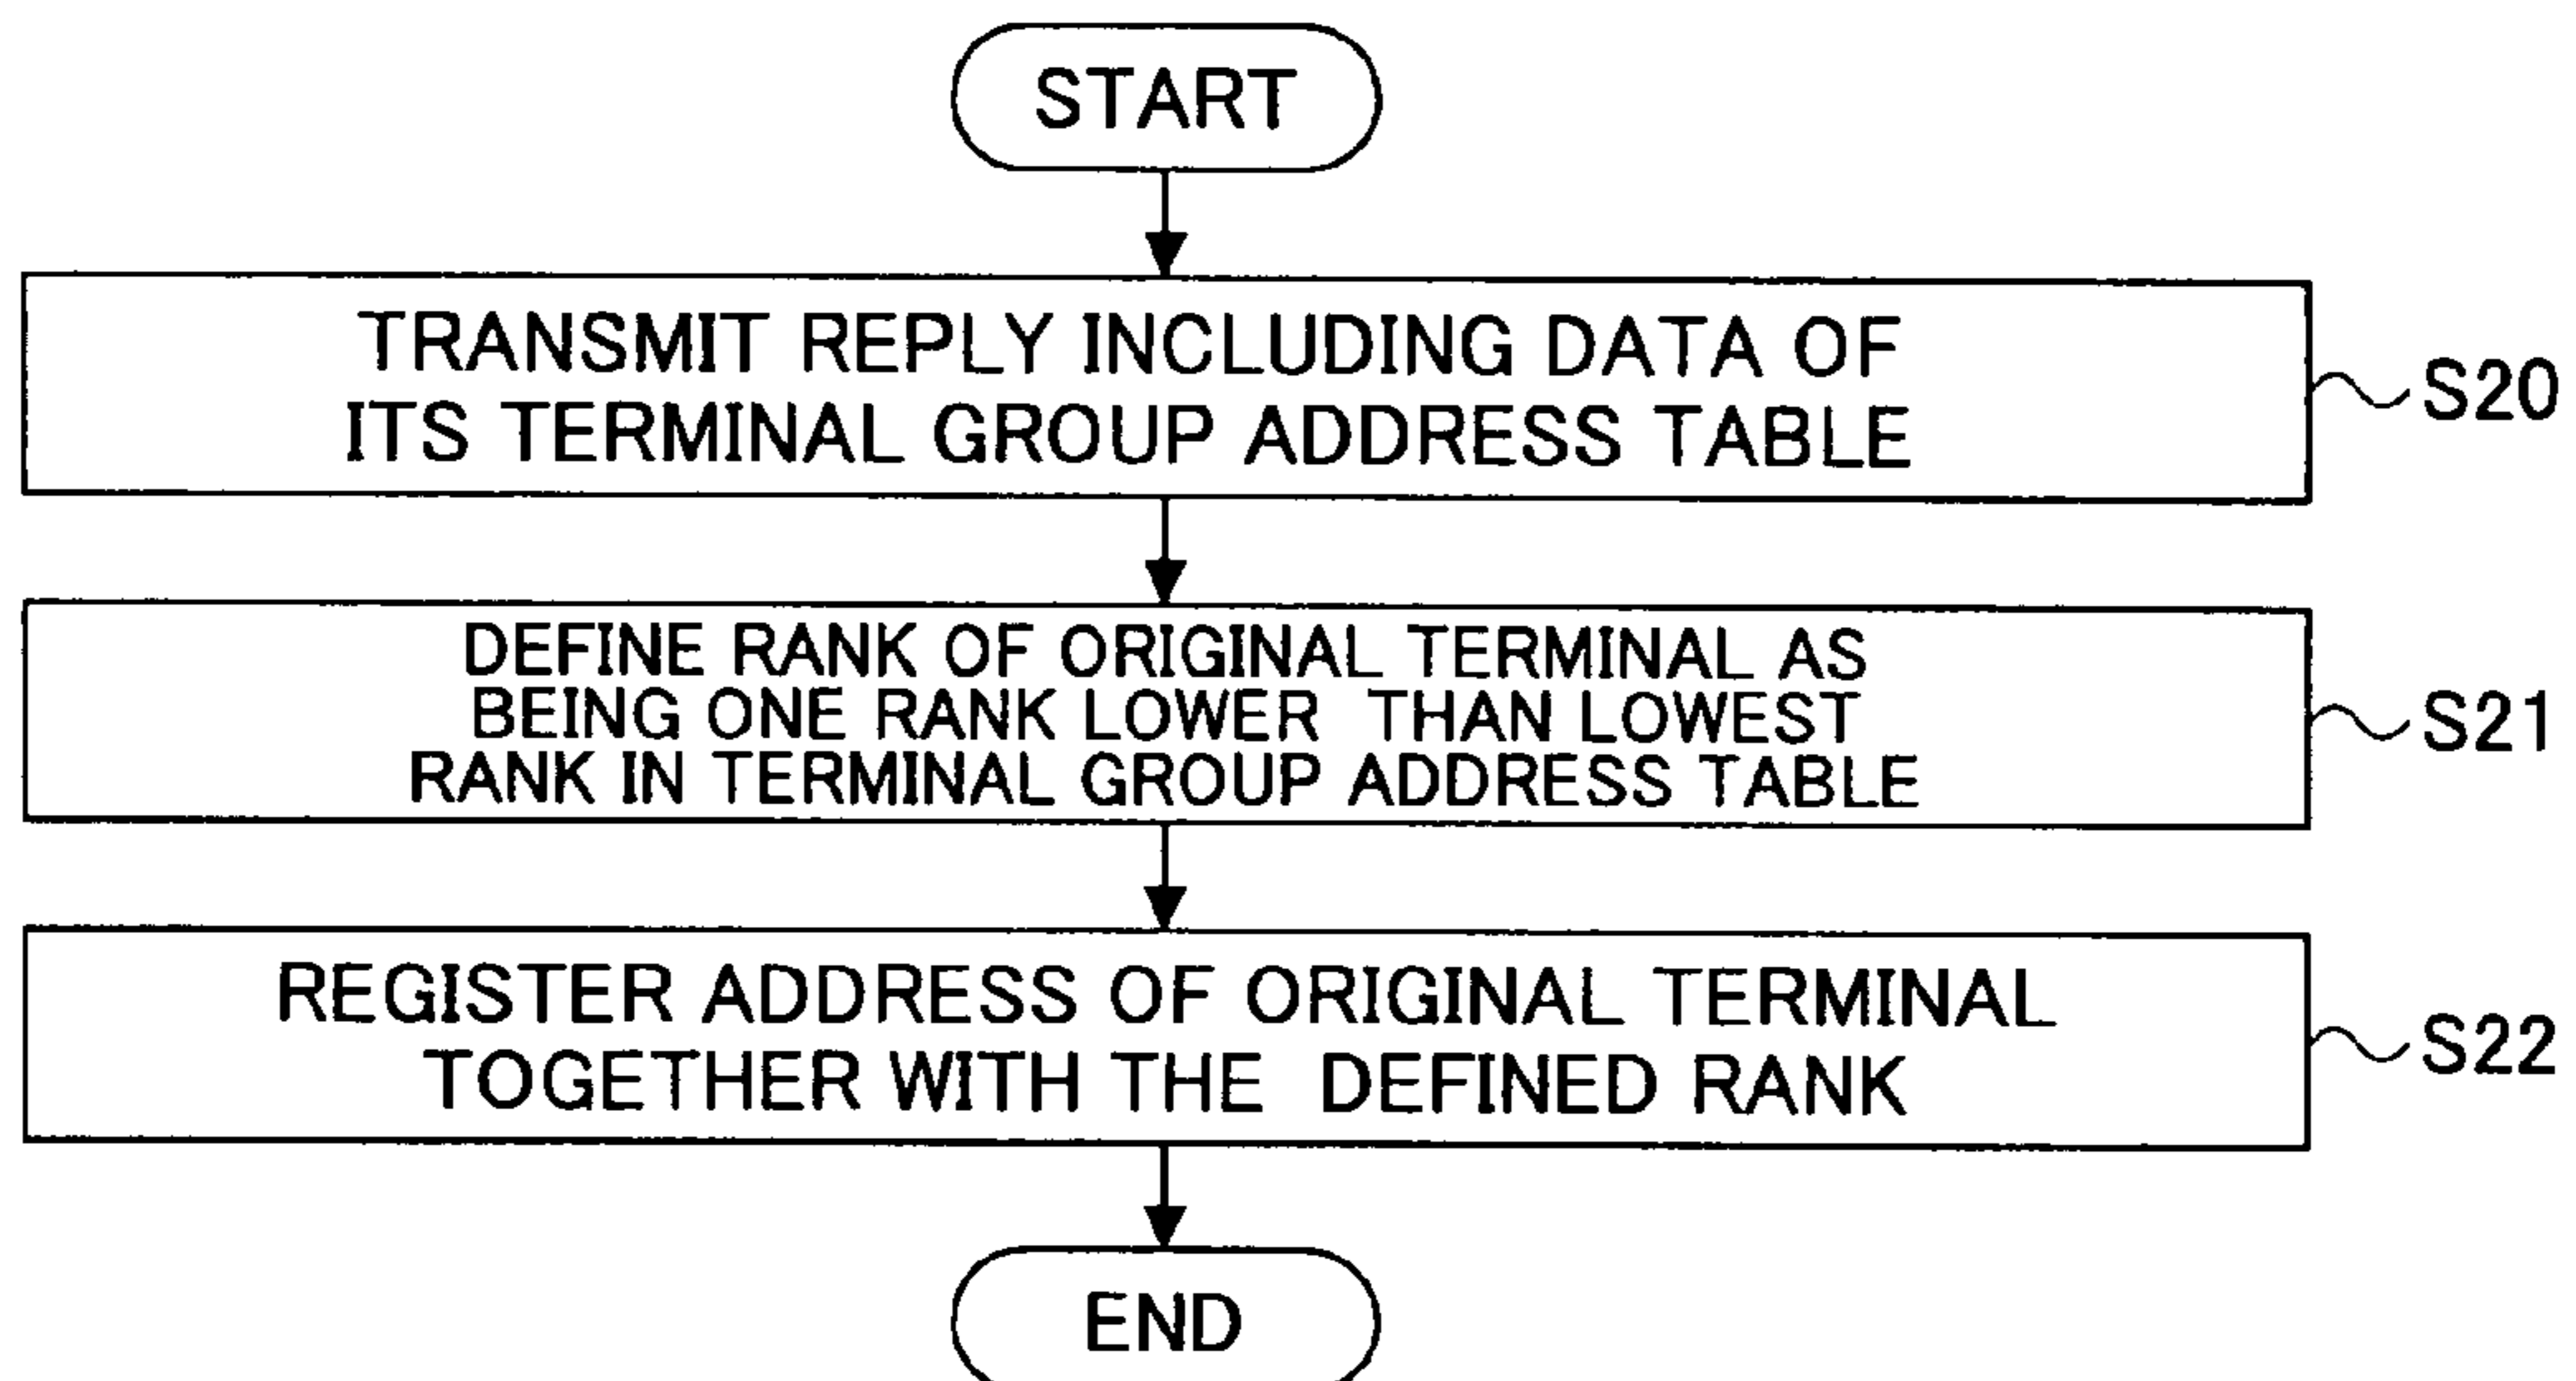 START
TRANSMIT REPLY INCLUDING DATA OF
ITS TERMINAL GROUP ADDRESS TABLE
S20
DEFINE RANK OF ORIGINAL TERMINAL AS
BEING ONE RANK LOWER THAN LOWEST
RANK IN TERMINAL GROUP ADDRESS TABLE
S21
REGISTER ADDRESS OF ORIGINAL TERMINAL
TOGETHER WITH THE DEFINED RANK
S22
END